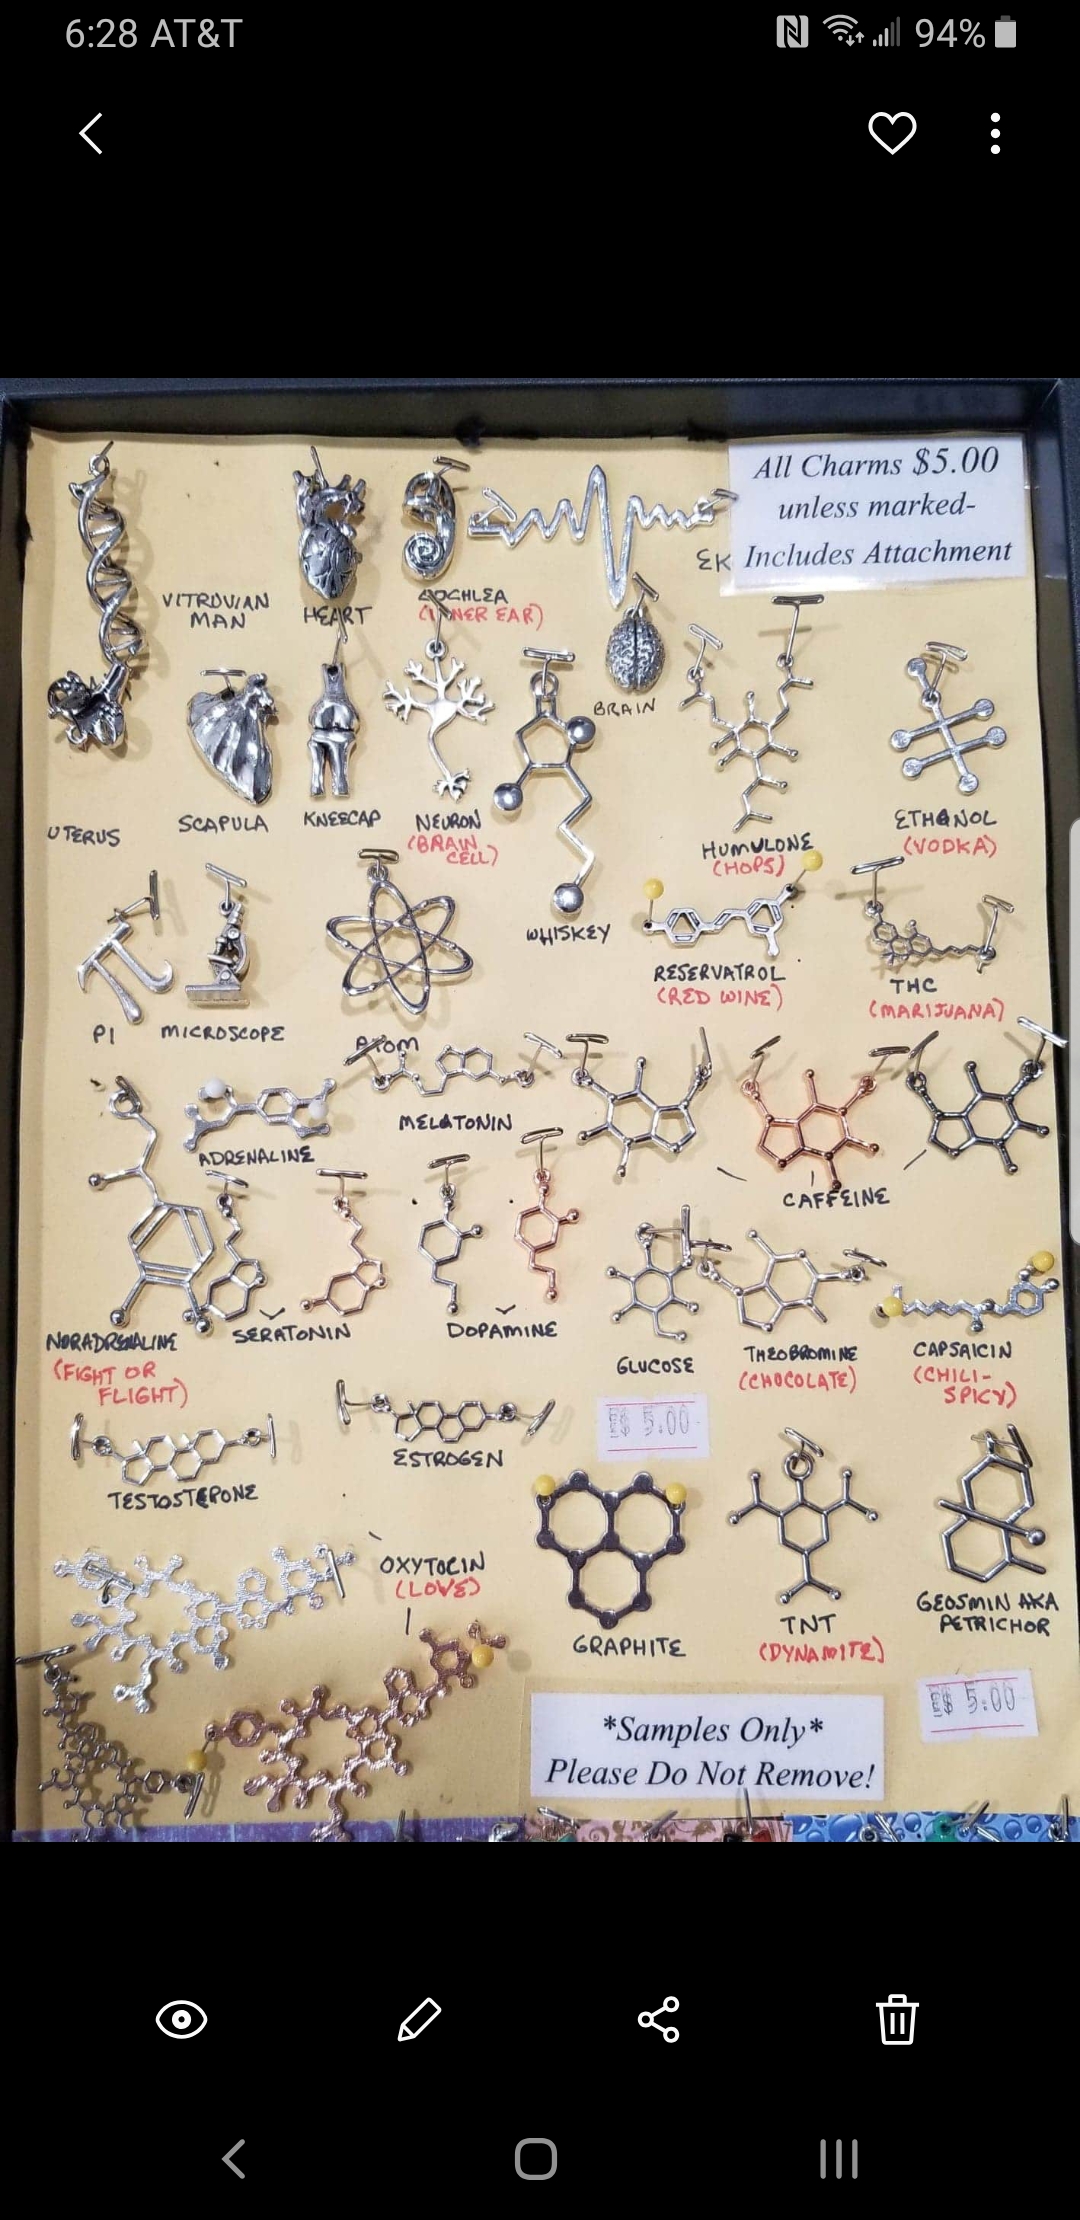 6:28 AT&T
94%
All Charms $5.00
unless marked-
Includes Attachment
EK
VITRUVIAN
MAN
HEART
COCHLEA
(INNER EAR)
BRAIN
UTERUS
SCAPULA
KNEECAP
NEURON
(BRAIN
CELL)
HUMULONE
(HOPS)
ETHANOL
(VODKA)
WHISKEY
RESERVATROL
(RED WINE)
THC
(MARIJUANA)
PI
MICROSCOPE
ATOM
MELATONIN
ADRENALINE
CAFFEINE
NORADRENALINE
(FIGHT OR
FLIGHT)
SERATONIN
DOPAMINE
GLUCOSE
THEOBROMINE
(CHOCOLATE)
CAPSAICIN
(CHILI-
SPICY)
E$ 5.00
TESTOSTERONE
ESTROGEN
OXYTOCIN
(LOVE)
GRAPHITE
TNT
(DYNAMITE)
GEOSMIN AKA
PETRICHOR
E$ 5.00
*Samples Only*
Please Do Not Remove!